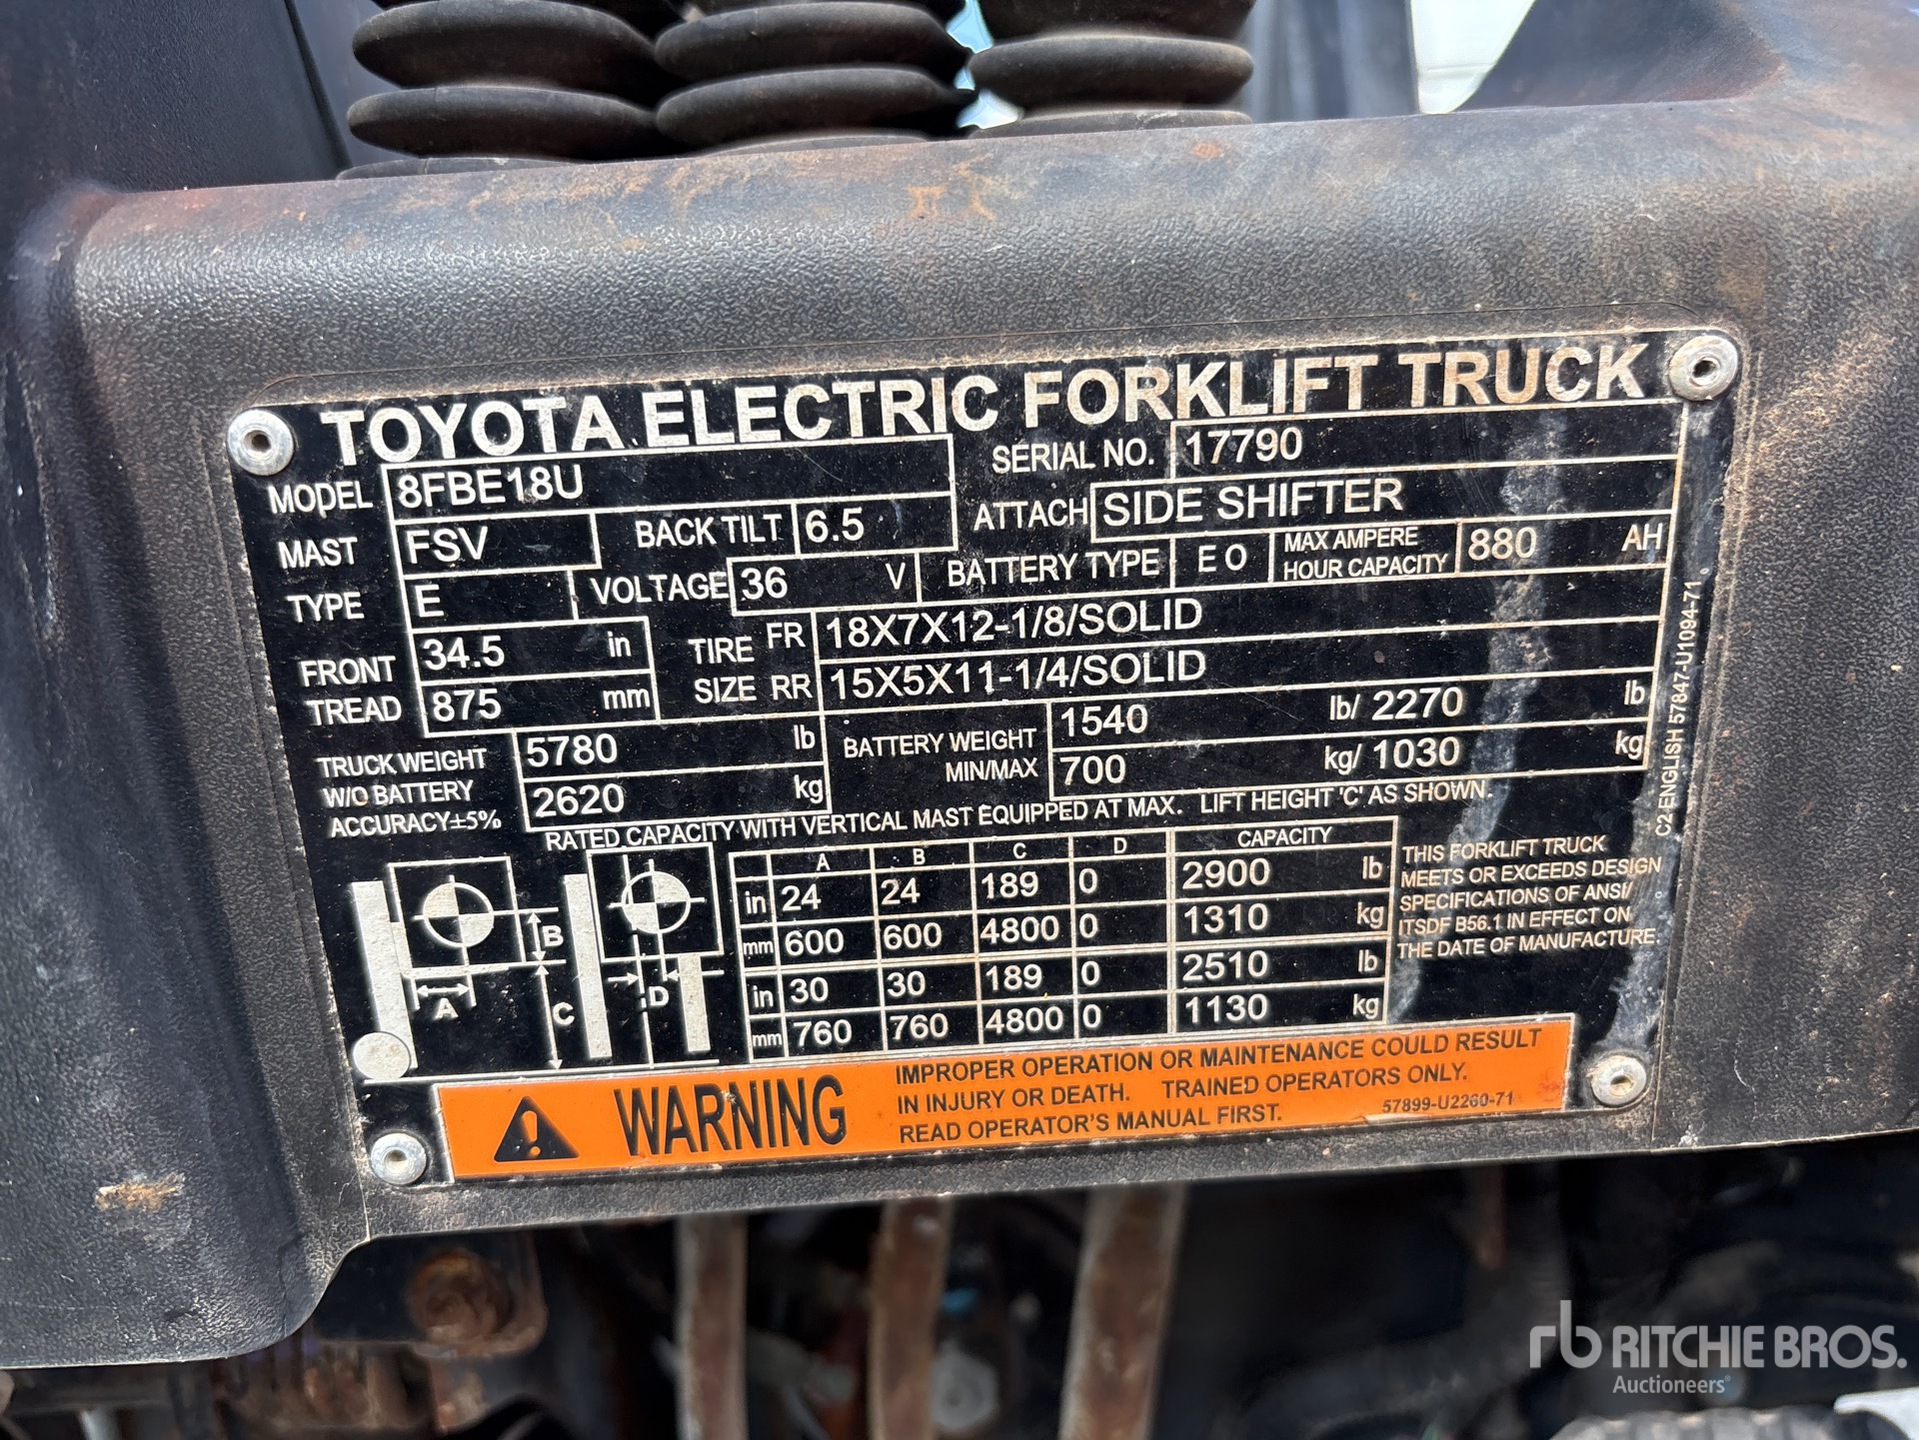 TOYOTA ELECTRIC FORKLIFT TRUCK
MODEL 8FBE18U SERIAL NO. 17790
MAST FSV BACK TILT 6.5 ATTACH SIDE SHIFTER
TYPE E VOLTAGE 36 V BATTERY TYPE E O MAX AMPERE HOUR CAPACITY 880 AH
FRONT TREAD 34.5 in TIRE SIZE FR 18X7X12-1/8/SOLID
875 mm RR 15X5X11-1/4/SOLID
TRUCK WEIGHT W/O BATTERY ACCURACY±5% 5780 lb BATTERY WEIGHT MIN/MAX 1540 lb/ 2270 lb
2620 kg 700 kg/ 1030 kg
RATED CAPACITY WITH VERTICAL MAST EQUIPPED AT MAX. LIFT HEIGHT 'C' AS SHOWN.
A B C D CAPACITY
in 24 24 189 0 2900 lb
mm 600 600 4800 0 1310 kg
in 30 30 189 0 2510 lb
mm 760 760 4800 0 1130 kg
B
A
C
D
THIS FORKLIFT TRUCK
MEETS OR EXCEEDS DESIGN
SPECIFICATIONS OF ANSI/
ITSDF B56.1 IN EFFECT ON
THE DATE OF MANUFACTURE.
C2 ENGLISH 57847-U1094-71
WARNING
IMPROPER OPERATION OR MAINTENANCE COULD RESULT
IN INJURY OR DEATH. TRAINED OPERATORS ONLY.
READ OPERATOR'S MANUAL FIRST. 57899-U2260-71
rb RITCHIE BROS.
Auctioneers